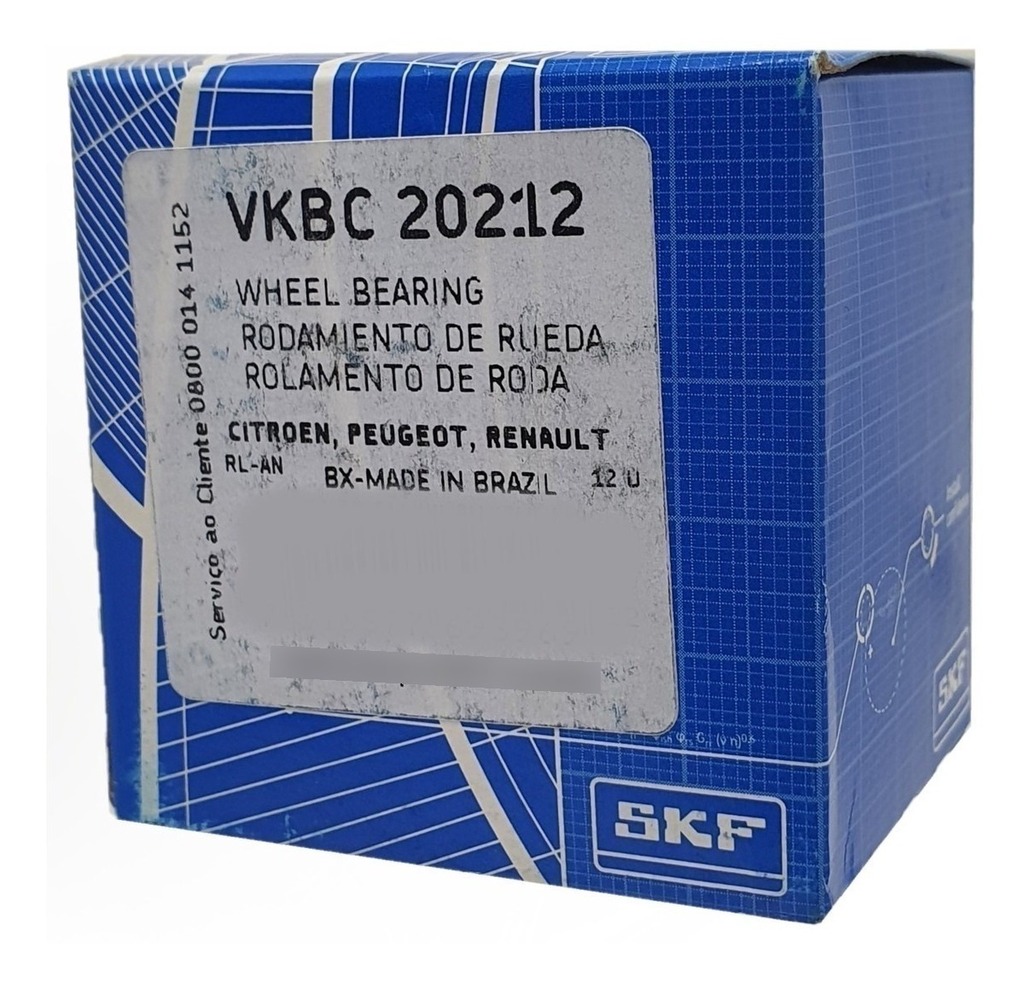 VKBC 20212
WHEEL BEARING
RODAMIENTO DE RUEDA
ROLAMENTO DE RODA
CITROEN, PEUGEOT, RENAULT
RL-AN BX-MADE IN BRAZIL 12 U
Serviço ao Cliente 0800 014 1152
SKF
SKF